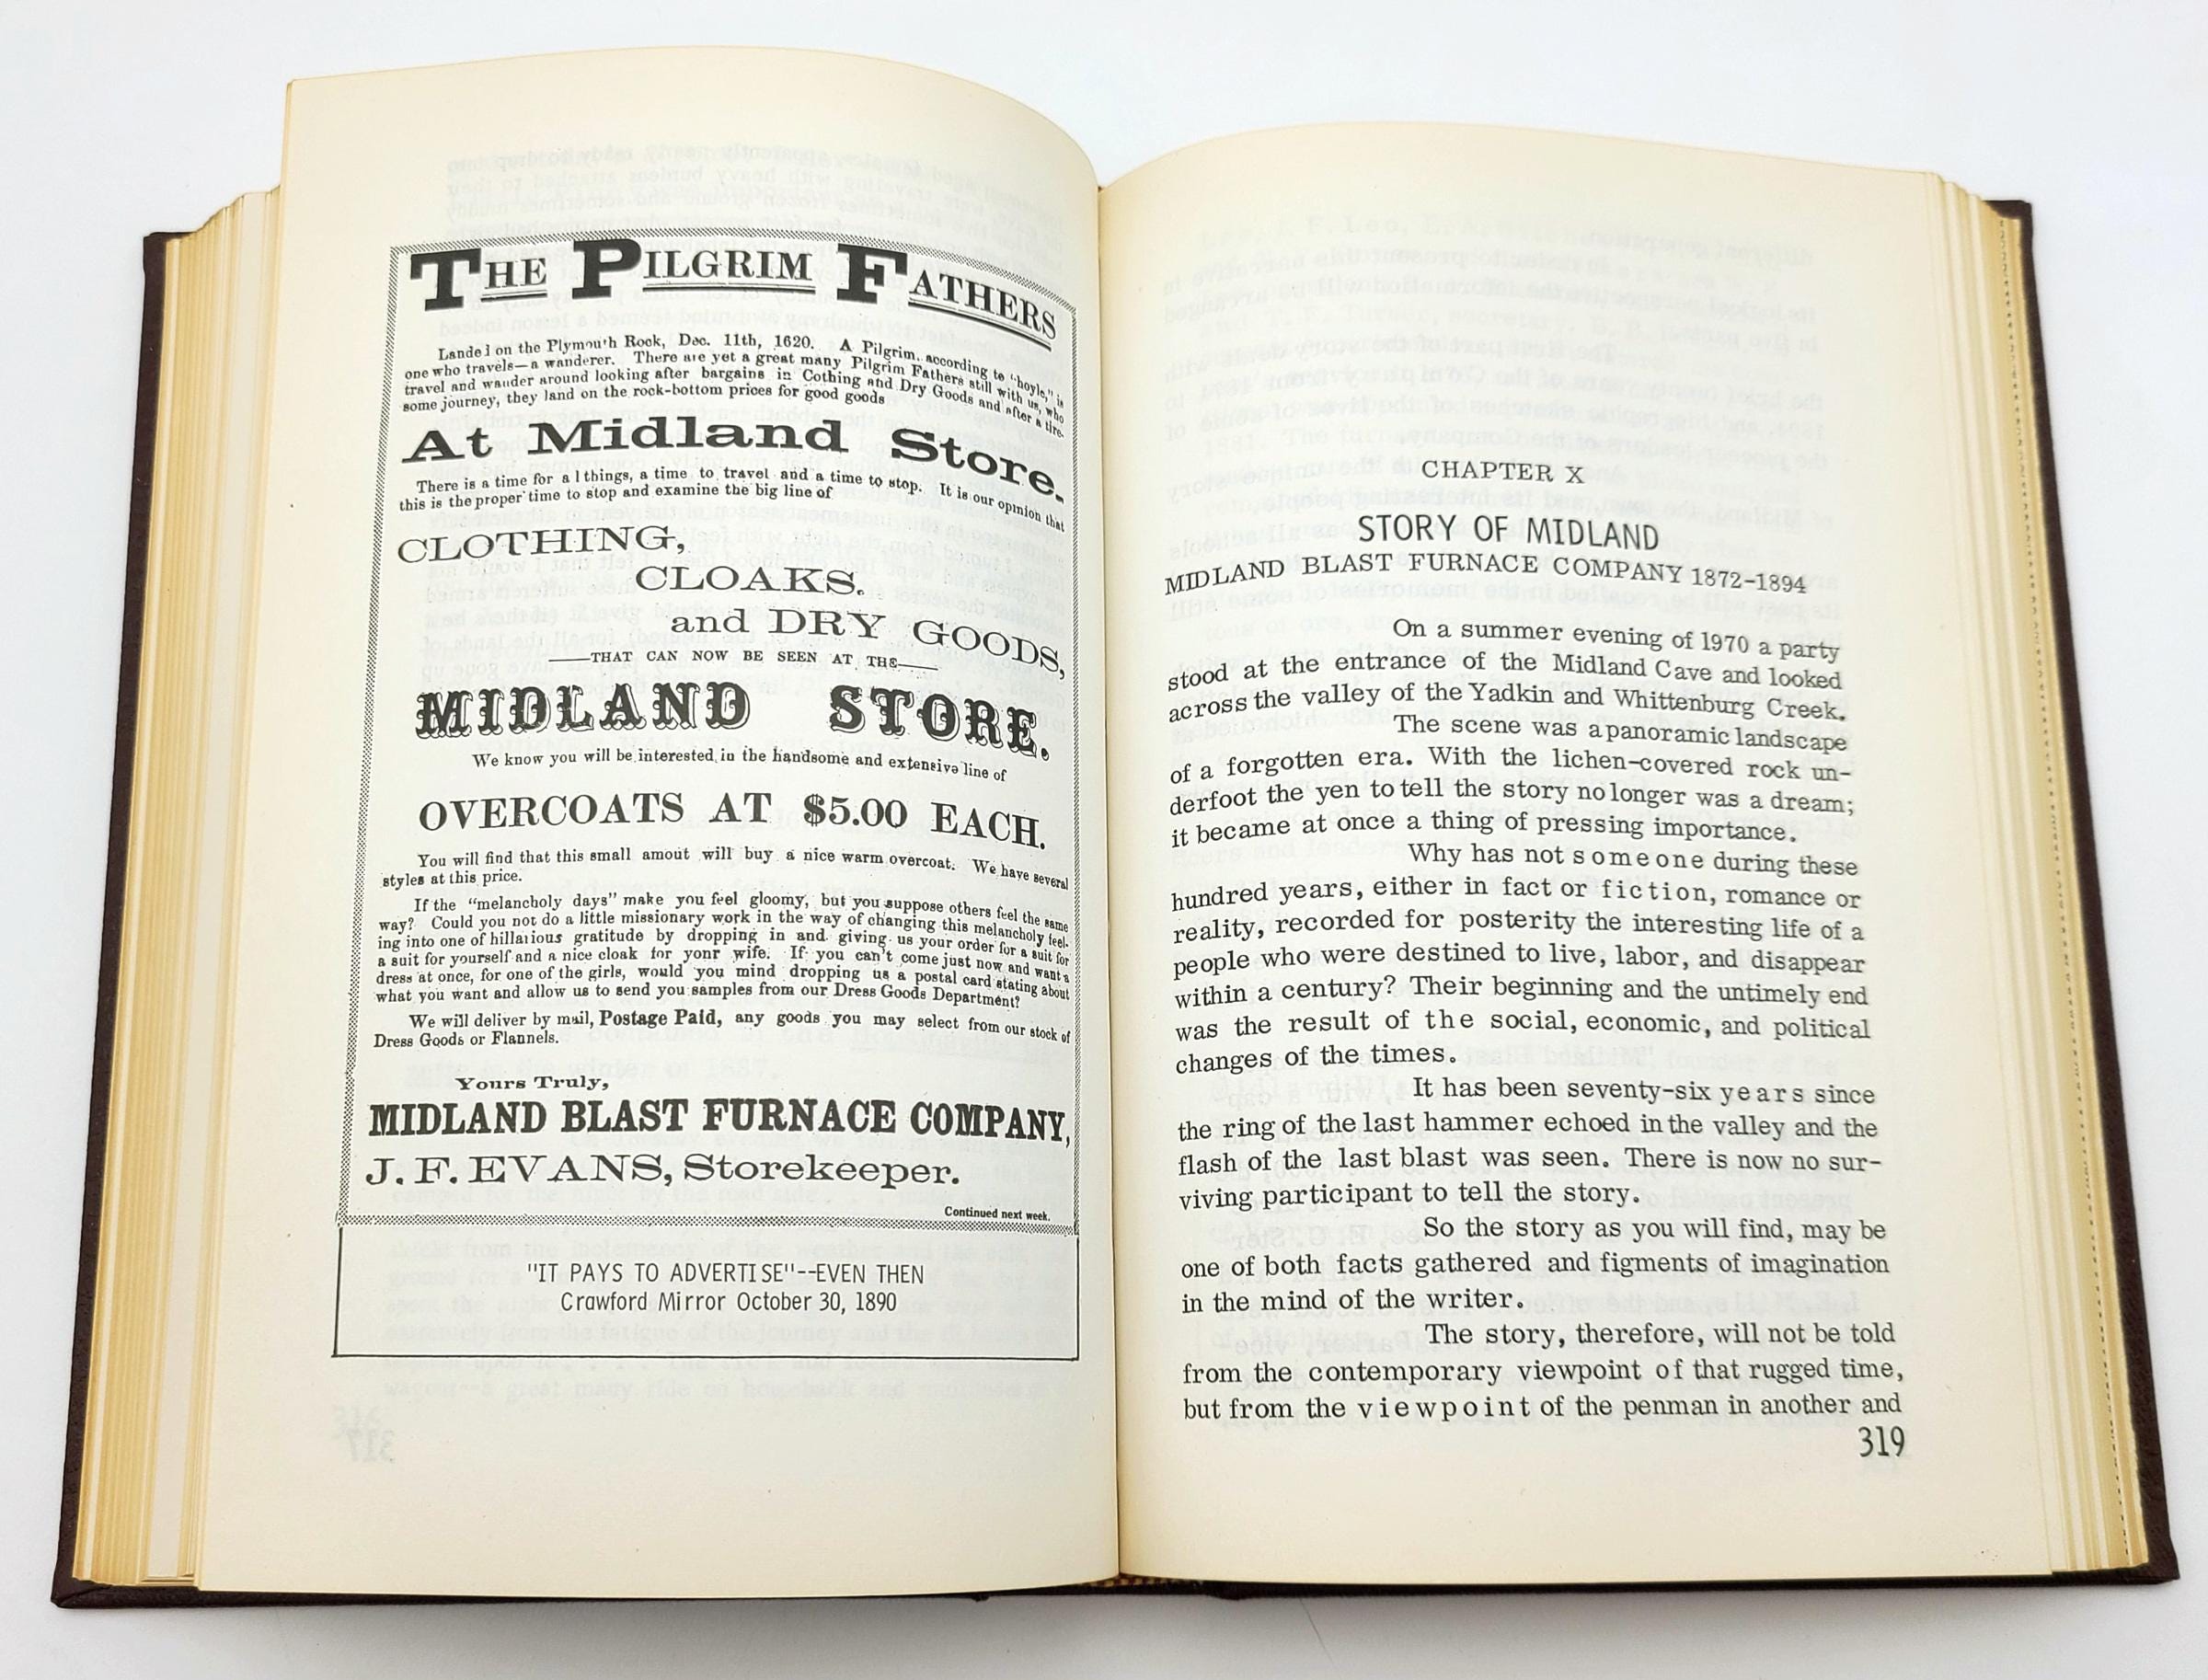 THE PILGRIM FATHERS
Landed on the Plymouth Rock, Dec. 11th, 1620. A Pilgrim, according to "hoyle," is
one who travels—a wanderer. There are yet a great many Pilgrim Fathers still with us, who
travel and wander around looking after bargains in Cothing and Dry Goods and after a tire-
some journey, they land on the rock-bottom prices for good goods
At Midland Store.
There is a time for a l things, a time to travel and a time to stop. It is our opinion that
this is the proper time to stop and examine the big line of
CLOTHING,
CLOAKS.
and DRY GOODS,
—THAT CAN NOW BE SEEN AT THE—
MIDLAND STORE.
We know you will be interested in the handsome and extensive line of
OVERCOATS AT $5.00 EACH.
You will find that this small amout will buy a nice warm overcoat. We have several
styles at this price.
If the "melancholy days" make you feel gloomy, but you suppose others feel the same
way? Could you not do a little missionary work in the way of changing this melancholy feel-
ing into one of hillarious gratitude by dropping in and giving us your order for a suit for
a suit for yourself and a nice cloak for yonr wife. If you can't come just now and want a
dress at once, for one of the girls, would you mind dropping us a postal card stating about
what you want and allow us to send you samples from our Dress Goods Department?
We will deliver by mail, Postage Paid, any goods you may select from our stock of
Dress Goods or Flannels.
Yours Truly,
MIDLAND BLAST FURNACE COMPANY,
J. F. EVANS, Storekeeper.
Continued next week.
"IT PAYS TO ADVERTISE"--EVEN THEN
Crawford Mirror October 30, 1890
CHAPTER X
STORY OF MIDLAND
MIDLAND BLAST FURNACE COMPANY 1872-1894
On a summer evening of 1970 a party
stood at the entrance of the Midland Cave and looked
across the valley of the Yadkin and Whittenburg Creek.
The scene was a panoramic landscape
of a forgotten era. With the lichen-covered rock un-
derfoot the yen to tell the story no longer was a dream;
it became at once a thing of pressing importance.
Why has not someone during these
hundred years, either in fact or fiction, romance or
reality, recorded for posterity the interesting life of a
people who were destined to live, labor, and disappear
within a century? Their beginning and the untimely end
was the result of the social, economic, and political
changes of the times.
It has been seventy-six years since
the ring of the last hammer echoed in the valley and the
flash of the last blast was seen. There is now no sur-
viving participant to tell the story.
So the story as you will find, may be
one of both facts gathered and figments of imagination
in the mind of the writer.
The story, therefore, will not be told
from the contemporary viewpoint of that rugged time,
but from the viewpoint of the penman in another and
319